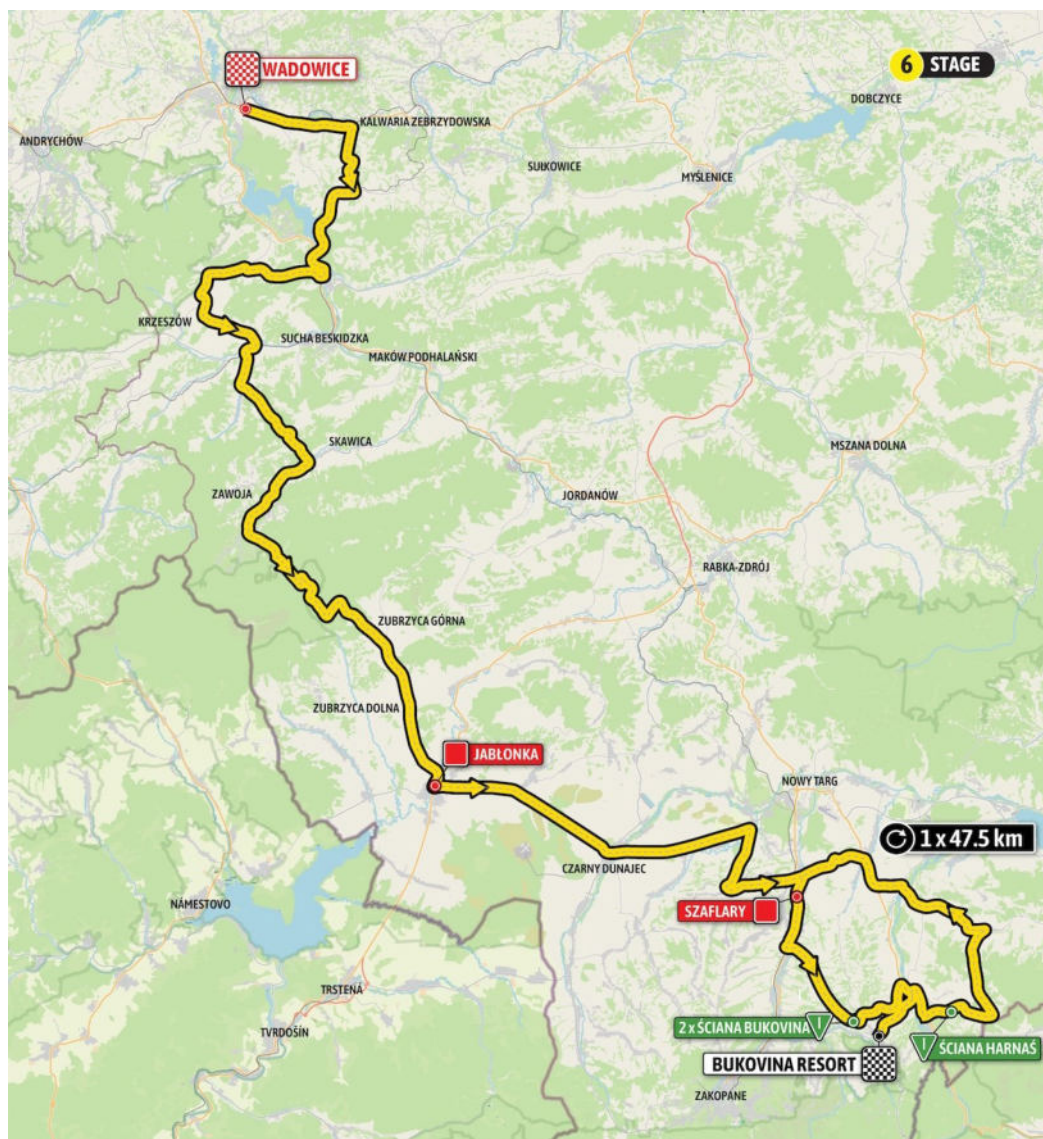 WADOWICE
6 STAGE
DOBCZYCE
KALWARIA ZEBRZYDOWSKA
ANDRYCHÓW
SUŁKOWICE
MYŚLENICE
KRZESZÓW
SUCHA BESKIDZKA
MAKÓW PODHALAŃSKI
SKAWICA
MSZANA DOLNA
ZAWOJA
JORDANÓW
RABKA-ZDRÓJ
ZUBRZYCA GÓRNA
ZUBRZYCA DOLNA
JABŁONKA
NOWY TARG
1 x 47.5 km
CZARNY DUNAJEC
NÁMESTOVO
SZAFLARY
TRSTENÁ
TVRDOŠÍN
2 x ŚCIANA BUKOVINA I
I ŚCIANA HARNAŚ
BUKOVINA RESORT
ZAKOPANE